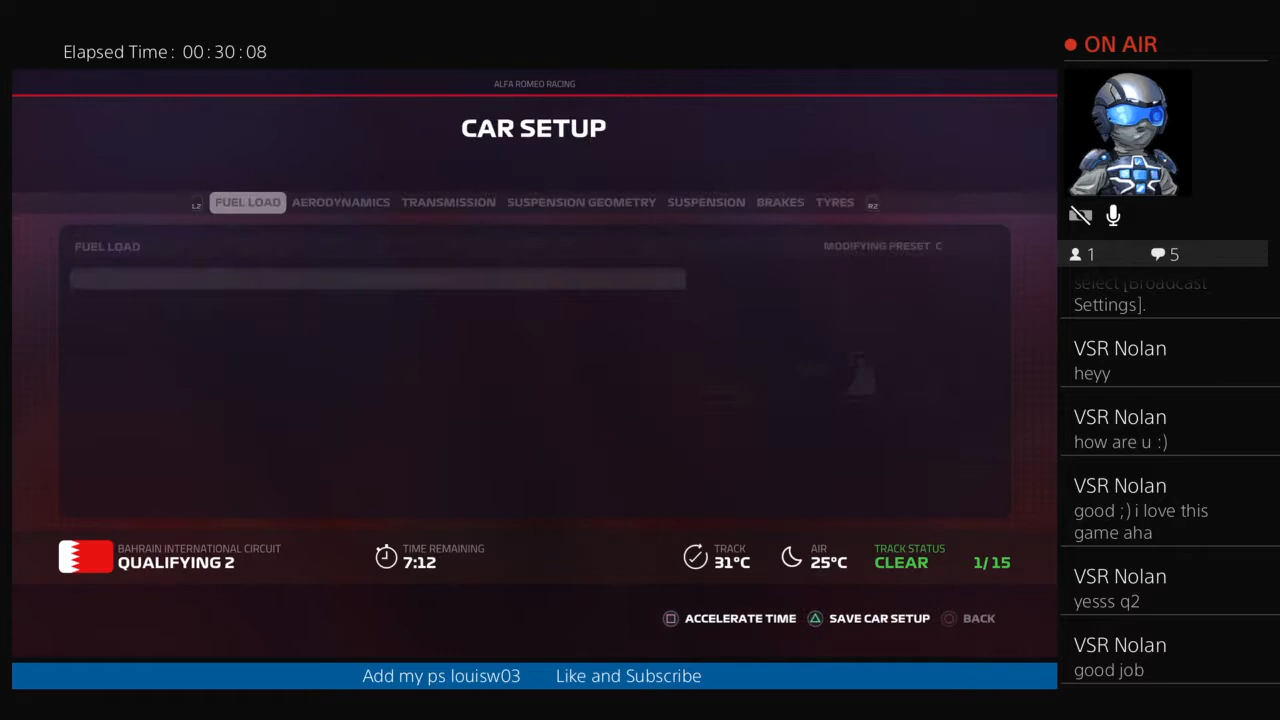 Elapsed Time: 00:30:08
ON AIR
ALFA ROMEO RACING
CAR SETUP
L2 FUEL LOAD AERODYNAMICS TRANSMISSION SUSPENSION GEOMETRY SUSPENSION BRAKES TYRES R2
FUEL LOAD
MODIFYING PRESET C
BAHRAIN INTERNATIONAL CIRCUIT
QUALIFYING 2
TIME REMAINING
7:12
TRACK
31°C
AIR
25°C
TRACK STATUS
CLEAR
1/15
ACCELERATE TIME SAVE CAR SETUP BACK
Add my ps louisw03 Like and Subscribe
1 5
select [Broadcast
Settings].
VSR Nolan
heyy
VSR Nolan
how are u :)
VSR Nolan
good ;) i love this
game aha
VSR Nolan
yesss q2
VSR Nolan
good job